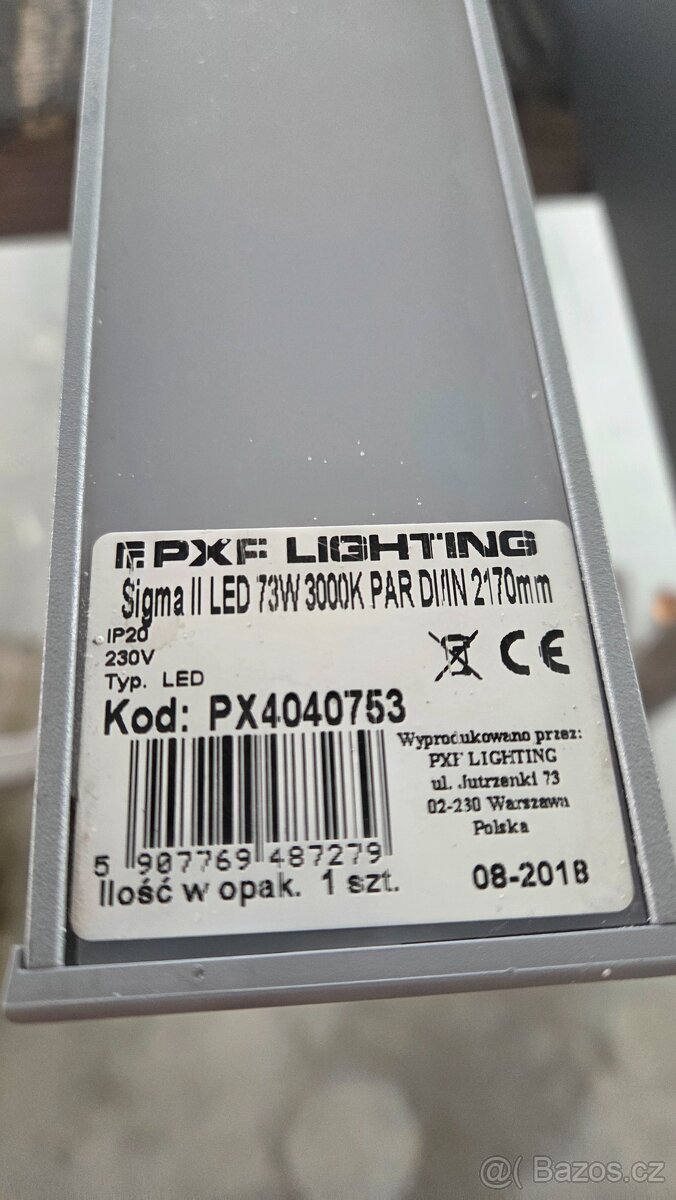 PXF LIGHTING
Sigma II LED 73W 3000K PAR DI/IN 2170mm
IP20
230V
Typ. LED
CE
Kod: PX4040753
Wyprodukowano przez:
PXF LIGHTING
ul. Jutrzenki 73
02-230 Warszawa
Polska
5 907769 487279
Ilość w opak. 1 szt.
08-2018
@ Bazos.cz